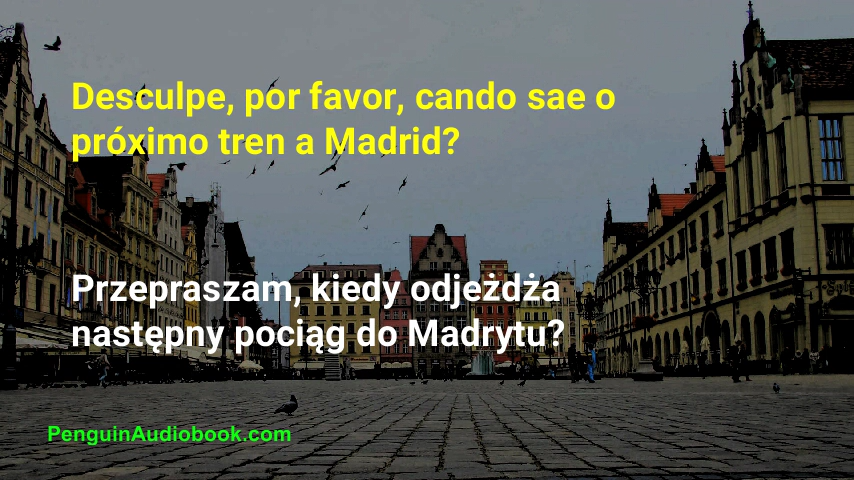 Desculpe, por favor, cando sae o
próximo tren a Madrid?
Przepraszam, kiedy odjeżdża
następny pociąg do Madrytu?
PenguinAudiobook.com